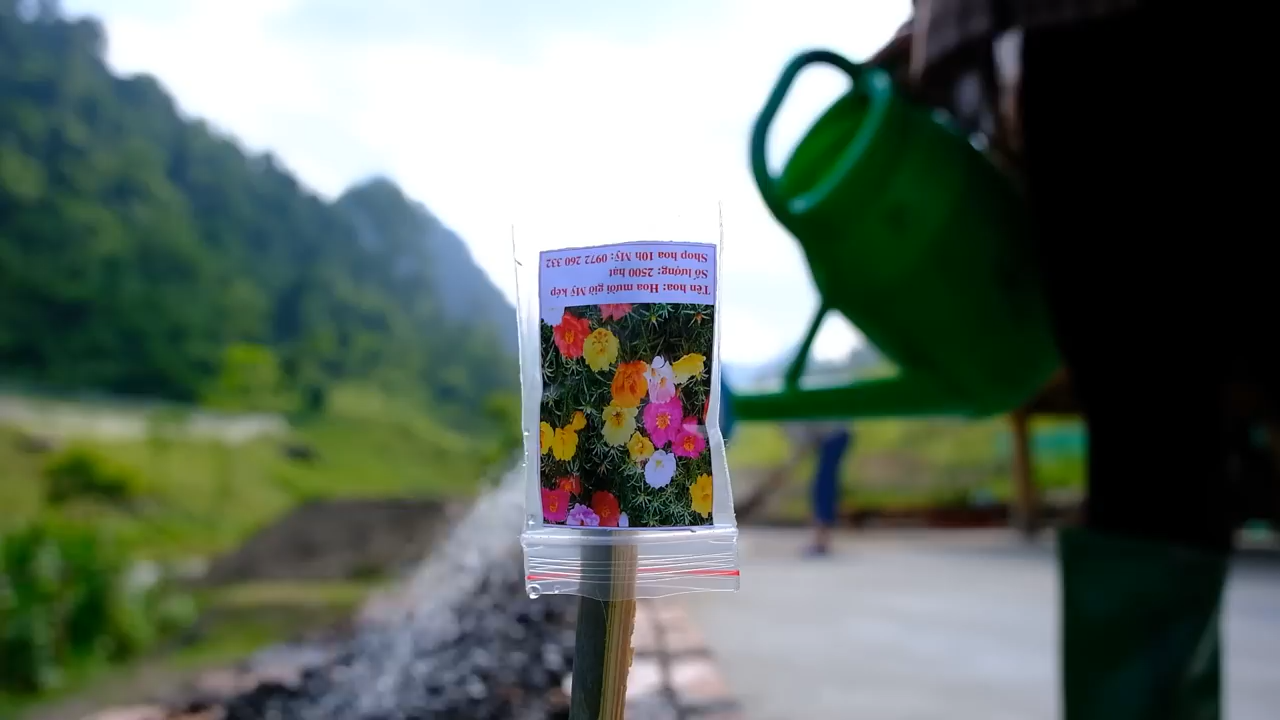 Tên hoa: Hoa mười giờ Mỹ kép
Số lượng: 2500 hạt
Shop hoa 10h Mỹ: 0972 260 332